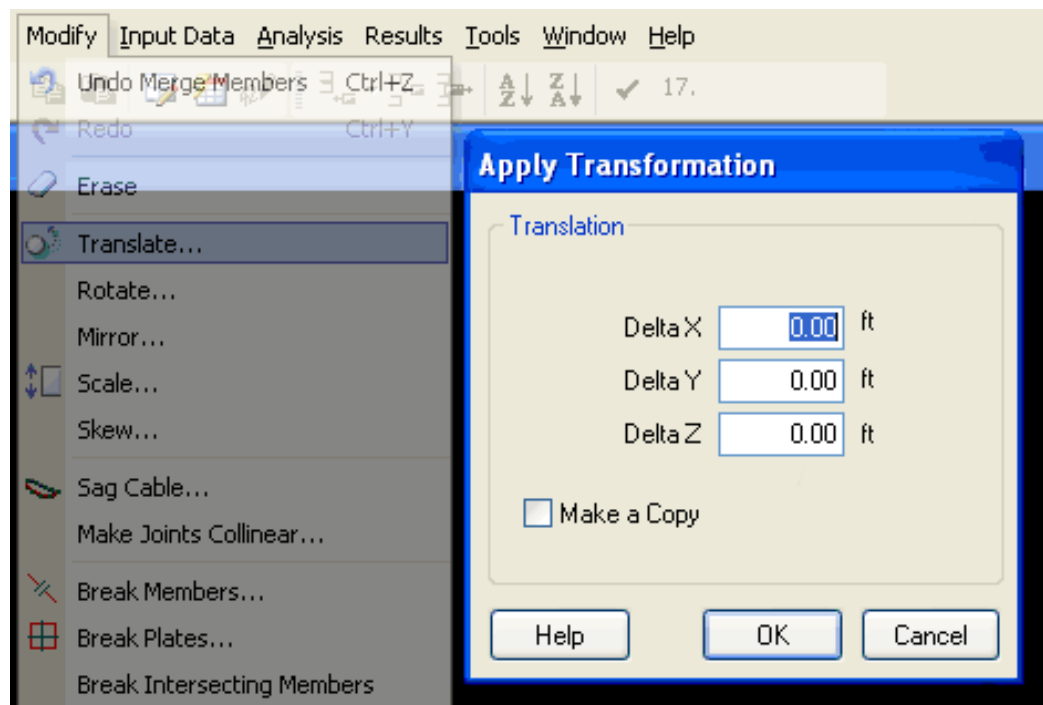 Modify Input Data Analysis Results Tools Window Help
Undo Merge Members Ctrl+Z
A Z Z A 17.
Redo Ctrl+Y
Erase
Translate...
Rotate...
Mirror...
Scale...
Skew...
Sag Cable...
Make Joints Collinear...
Break Members...
Break Plates...
Break Intersecting Members
Apply Transformation
Translation
Delta X 0.00 ft
Delta Y 0.00 ft
Delta Z 0.00 ft
Make a Copy
Help OK Cancel